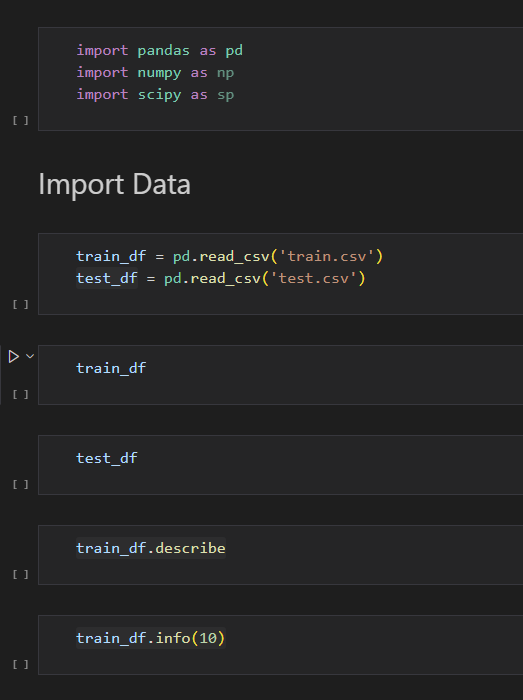 import pandas as pd
import numpy as np
import scipy as sp
[ ]
Import Data
train_df = pd.read_csv('train.csv')
test_df = pd.read_csv('test.csv')
[ ]
train_df
[ ]
test_df
[ ]
train_df.describe
[ ]
train_df.info(10)
[ ]